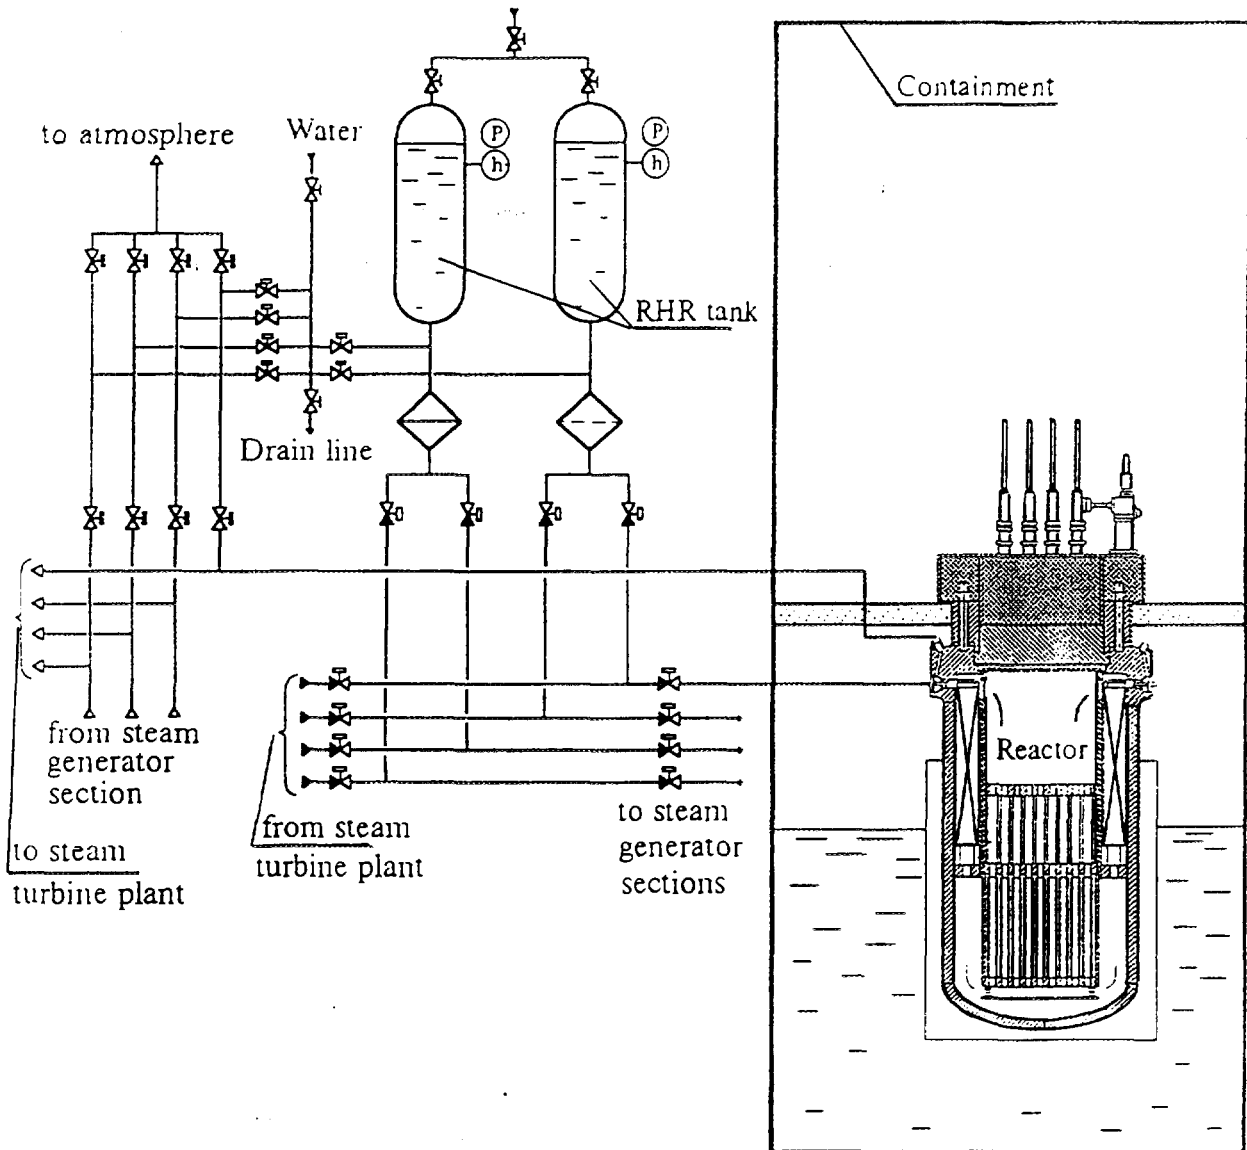 Containment
to atmosphere
Water
P
h
P
h
RHR tank
Drain line
Reactor
from steam
generator
section
to steam
turbine plant
from steam
turbine plant
to steam
generator
sections